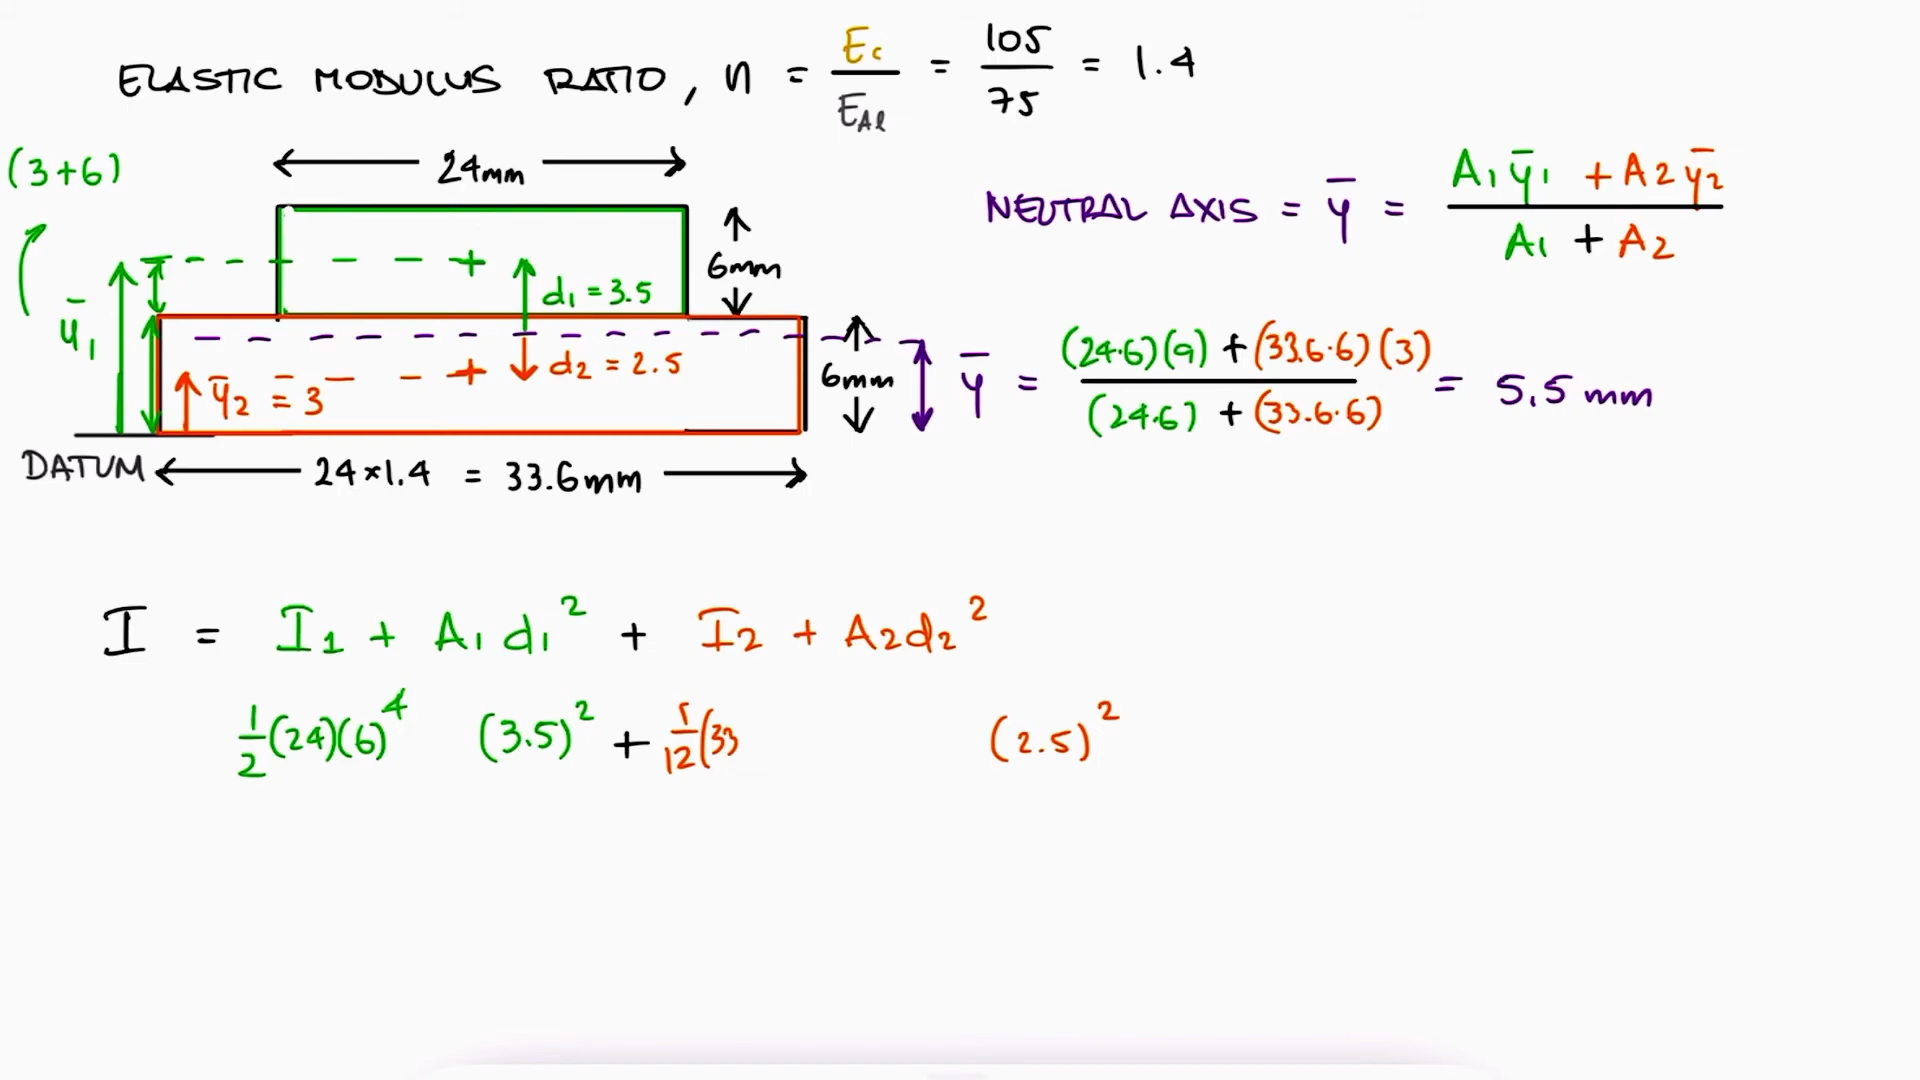 ELASTIC MODULUS RATIO, n = Ec / EAl = 105 / 75 = 1.4
(3+6)
24mm
NEUTRAL AXIS = ȳ = A1ȳ1 + A2ȳ2 / A1 + A2
6mm
d1 = 3.5
ȳ1
d2 = 2.5
ȳ2 = 3
6mm
ȳ = (24·6)(9) + (33.6·6)(3) / (24·6) + (33.6·6) = 5.5 mm
DATUM
24×1.4 = 33.6mm
I = I1 + A1 d1² + I2 + A2d2²
1/2 (24)(6)⁴ (3.5)² + 1/12 (33 (2.5)²